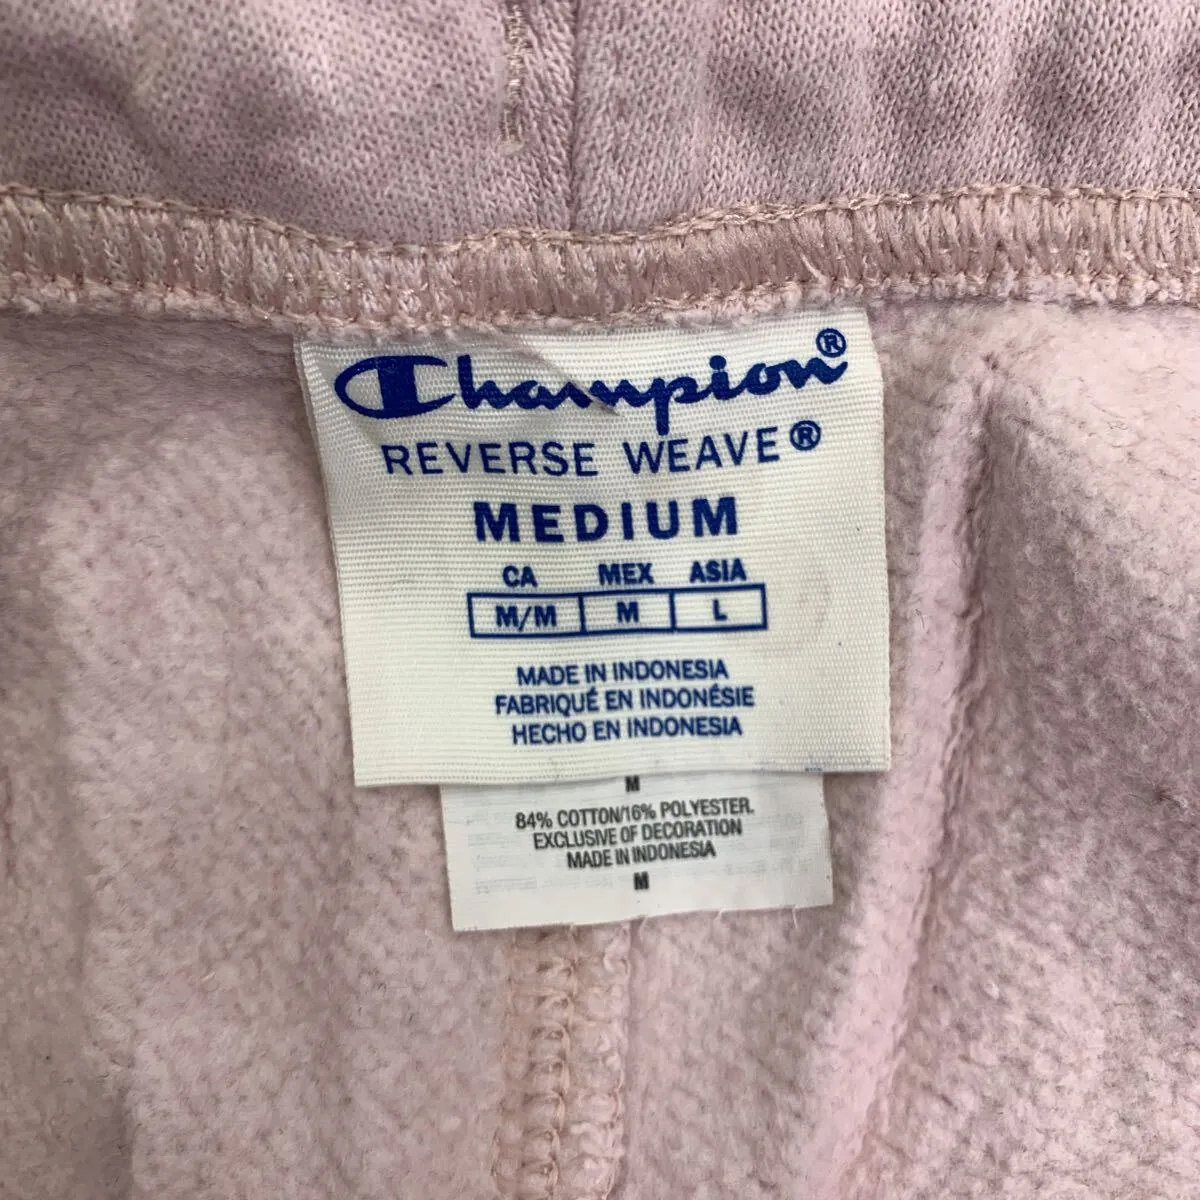 Champion®
REVERSE WEAVE®
MEDIUM
CA MEX ASIA
M/M M L
MADE IN INDONESIA
FABRIQUÉ EN INDONÉSIE
HECHO EN INDONESIA
M
84% COTTON/16% POLYESTER.
EXCLUSIVE OF DECORATION
MADE IN INDONESIA
M